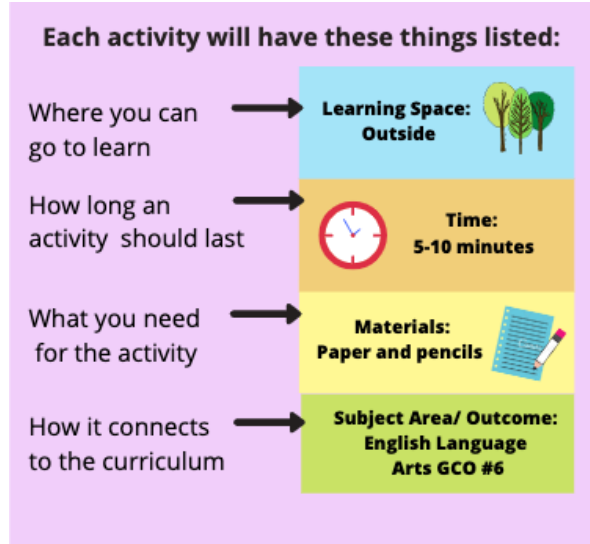 Each activity will have these things listed:
Where you can
go to learn
Learning Space:
Outside
How long an
activity should last
Time:
5-10 minutes
What you need
for the activity
Materials:
Paper and pencils
How it connects
to the curriculum
Subject Area/ Outcome:
English Language
Arts GCO #6